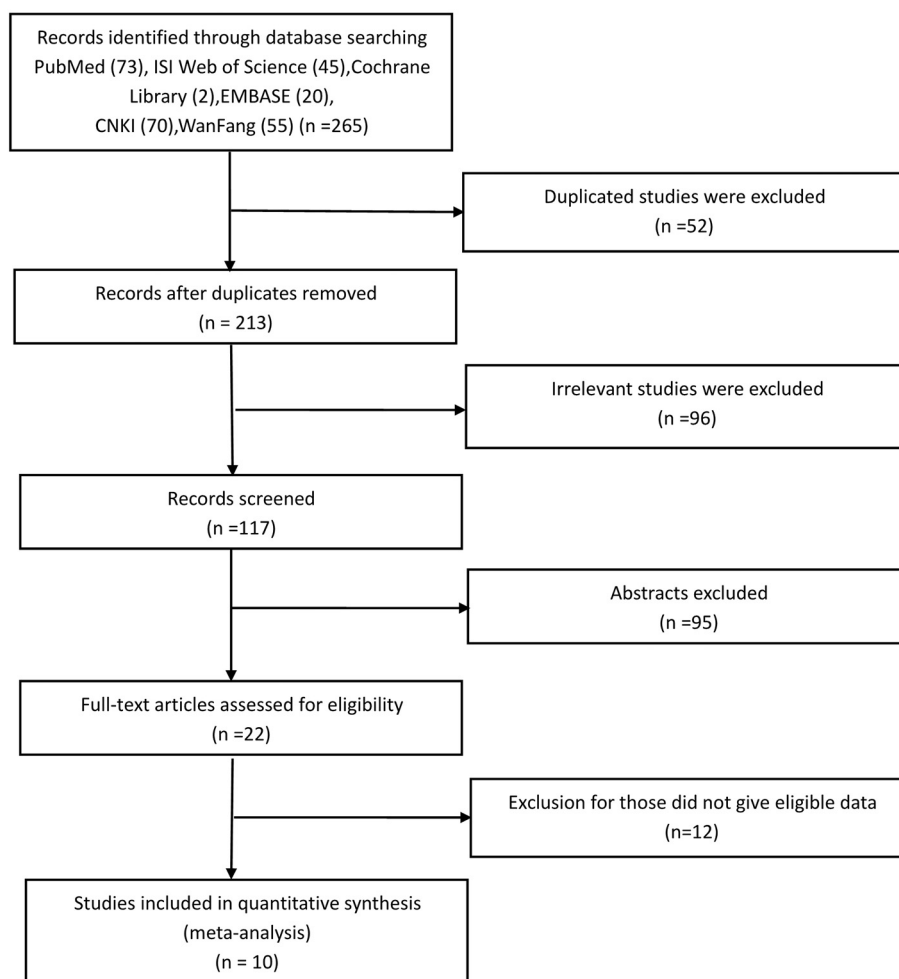 Records identified through database searching
PubMed (73), ISI Web of Science (45),Cochrane
Library (2),EMBASE (20),
CNKI (70),WanFang (55) (n =265)
Duplicated studies were excluded
(n =52)
Records after duplicates removed
(n = 213)
Irrelevant studies were excluded
(n =96)
Records screened
(n =117)
Abstracts excluded
(n =95)
Full-text articles assessed for eligibility
(n =22)
Exclusion for those did not give eligible data
(n=12)
Studies included in quantitative synthesis
(meta-analysis)
(n = 10)